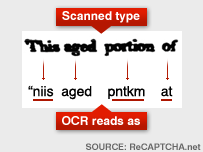 Scanned type
This aged portion of
“niis aged pntkm at
OCR reads as
SOURCE: ReCAPTCHA.net